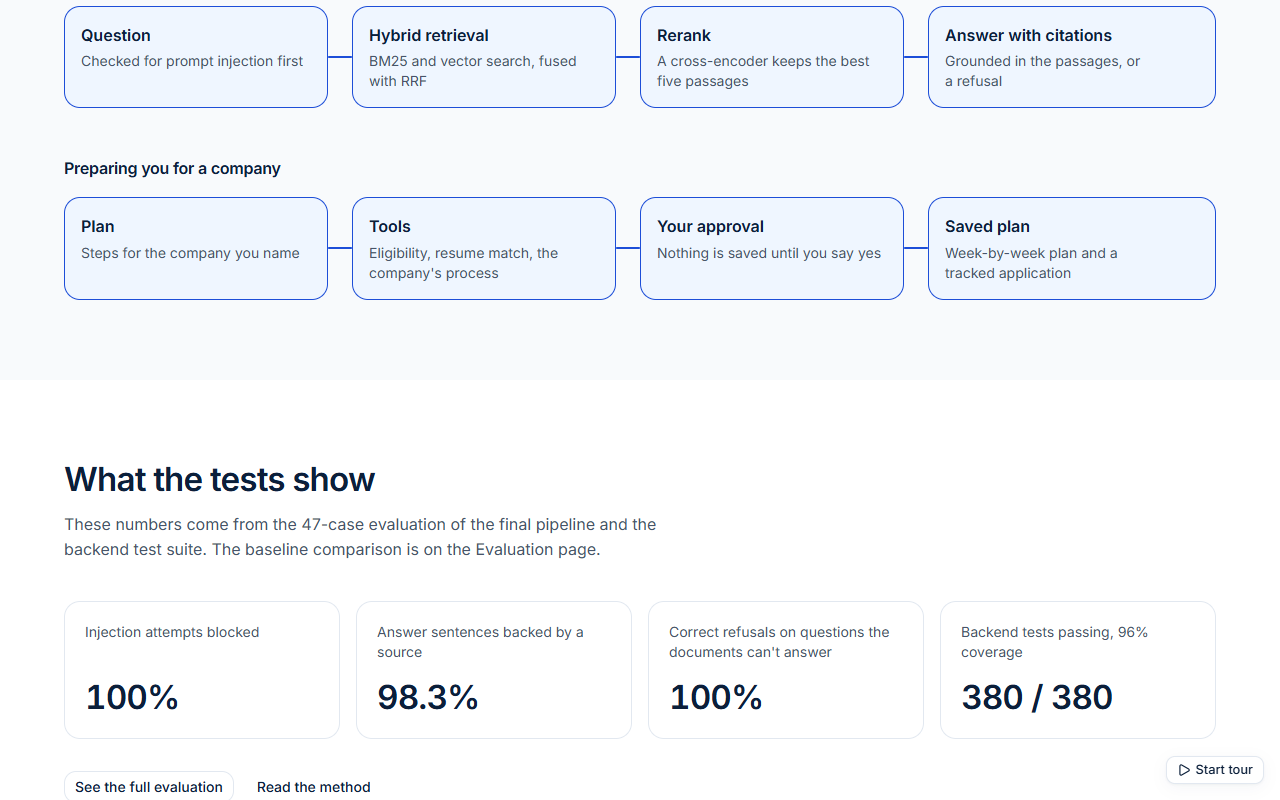 Question
Checked for prompt injection first
Hybrid retrieval
BM25 and vector search, fused
with RRF
Rerank
A cross-encoder keeps the best
five passages
Answer with citations
Grounded in the passages, or
a refusal
Preparing you for a company
Plan
Steps for the company you name
Tools
Eligibility, resume match, the
company's process
Your approval
Nothing is saved until you say yes
Saved plan
Week-by-week plan and a
tracked application
What the tests show
These numbers come from the 47-case evaluation of the final pipeline and the
backend test suite. The baseline comparison is on the Evaluation page.
Injection attempts blocked
100%
Answer sentences backed by a
source
98.3%
Correct refusals on questions the
documents can't answer
100%
Backend tests passing, 96%
coverage
380 / 380
See the full evaluation
Read the method
Start tour